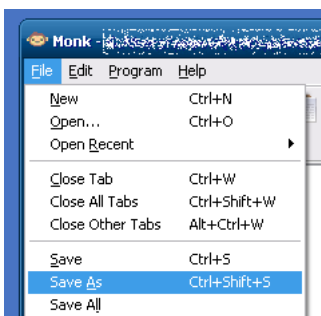 Monk -
File Edit Program Help
New Ctrl+N
Open... Ctrl+O
Open Recent
Close Tab Ctrl+W
Close All Tabs Ctrl+Shift+W
Close Other Tabs Alt+Ctrl+W
Save Ctrl+S
Save As Ctrl+Shift+S
Save All